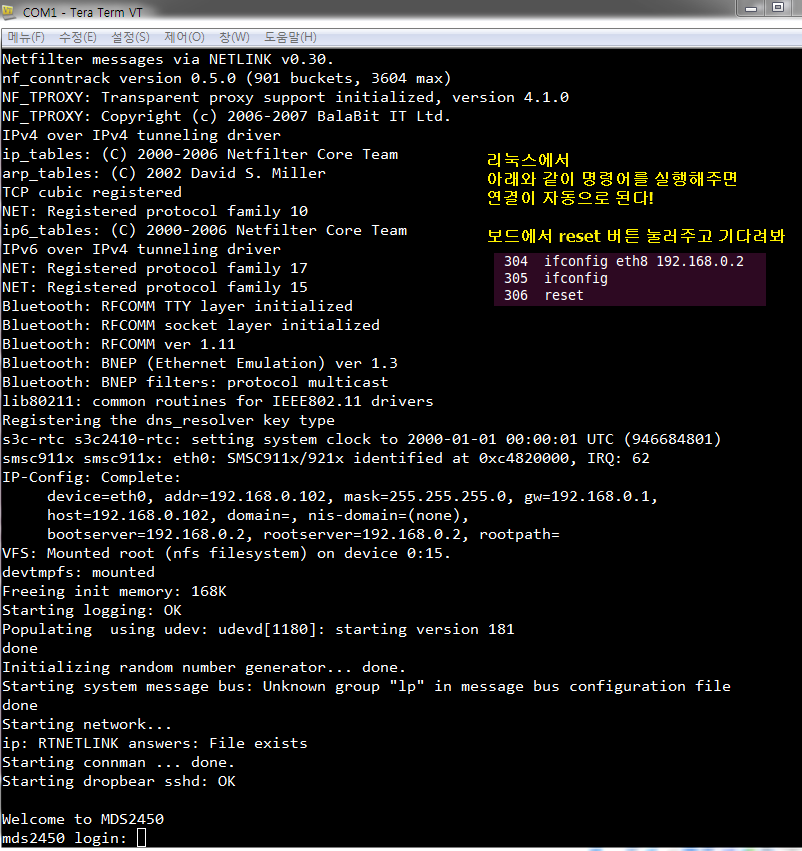 COM1 - Tera Term VT
메뉴(F) 수정(E) 설정(S) 제어(O) 창(W) 도움말(H)
Netfilter messages via NETLINK v0.30.
nf_conntrack version 0.5.0 (901 buckets, 3604 max)
NF_TPROXY: Transparent proxy support initialized, version 4.1.0
NF_TPROXY: Copyright (c) 2006-2007 BalaBit IT Ltd.
IPv4 over IPv4 tunneling driver
ip_tables: (C) 2000-2006 Netfilter Core Team
arp_tables: (C) 2002 David S. Miller
TCP cubic registered
NET: Registered protocol family 10
ip6_tables: (C) 2000-2006 Netfilter Core Team
IPv6 over IPv4 tunneling driver
NET: Registered protocol family 17
NET: Registered protocol family 15
Bluetooth: RFCOMM TTY layer initialized
Bluetooth: RFCOMM socket layer initialized
Bluetooth: RFCOMM ver 1.11
Bluetooth: BNEP (Ethernet Emulation) ver 1.3
Bluetooth: BNEP filters: protocol multicast
lib80211: common routines for IEEE802.11 drivers
Registering the dns_resolver key type
s3c-rtc s3c2410-rtc: setting system clock to 2000-01-01 00:00:01 UTC (946684801)
smsc911x smsc911x: eth0: SMSC911x/921x identified at 0xc4820000, IRQ: 62
IP-Config: Complete:
     device=eth0, addr=192.168.0.102, mask=255.255.255.0, gw=192.168.0.1,
     host=192.168.0.102, domain=, nis-domain=(none),
     bootserver=192.168.0.2, rootserver=192.168.0.2, rootpath=
VFS: Mounted root (nfs filesystem) on device 0:15.
devtmpfs: mounted
Freeing init memory: 168K
Starting logging: OK
Populating  using udev: udevd[1180]: starting version 181
done
Initializing random number generator... done.
Starting system message bus: Unknown group "lp" in message bus configuration file
done
Starting network...
ip: RTNETLINK answers: File exists
Starting connman ... done.
Starting dropbear sshd: OK
Welcome to MDS2450
mds2450 login:
리눅스에서
아래와 같이 명령어를 실행해주면
연결이 자동으로 된다!
보드에서 reset 버튼 눌러주고 기다려봐
304  ifconfig eth8 192.168.0.2
305  ifconfig
306  reset